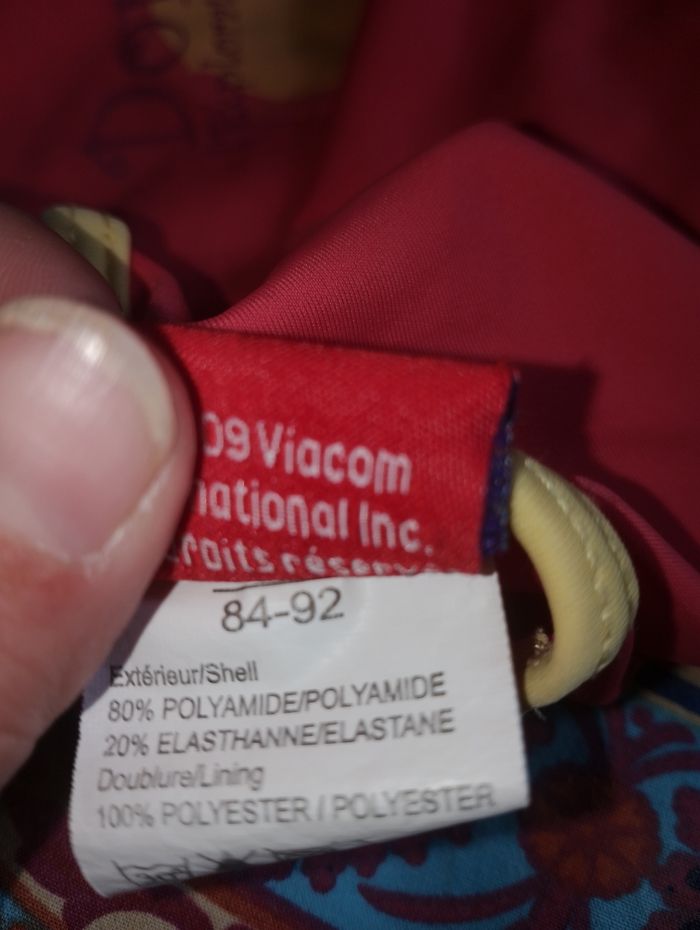 09 Viacom
national Inc.
roits réserv
84-92
Extérieur/Shell
80% POLYAMIDE/POLYAMIDE
20% ELASTHANNE/ELASTANE
Doublure/Lining
100% POLYESTER / POLYESTER